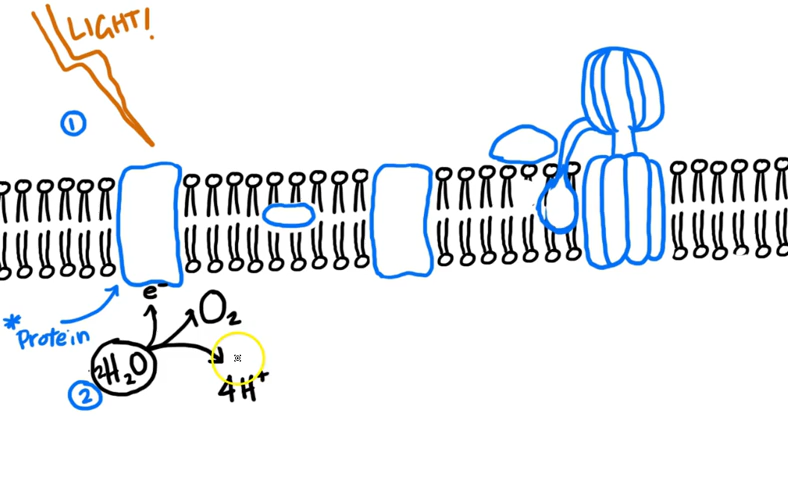 LIGHT!
1
e-
O2
*Protein
2H2O
2
4H+